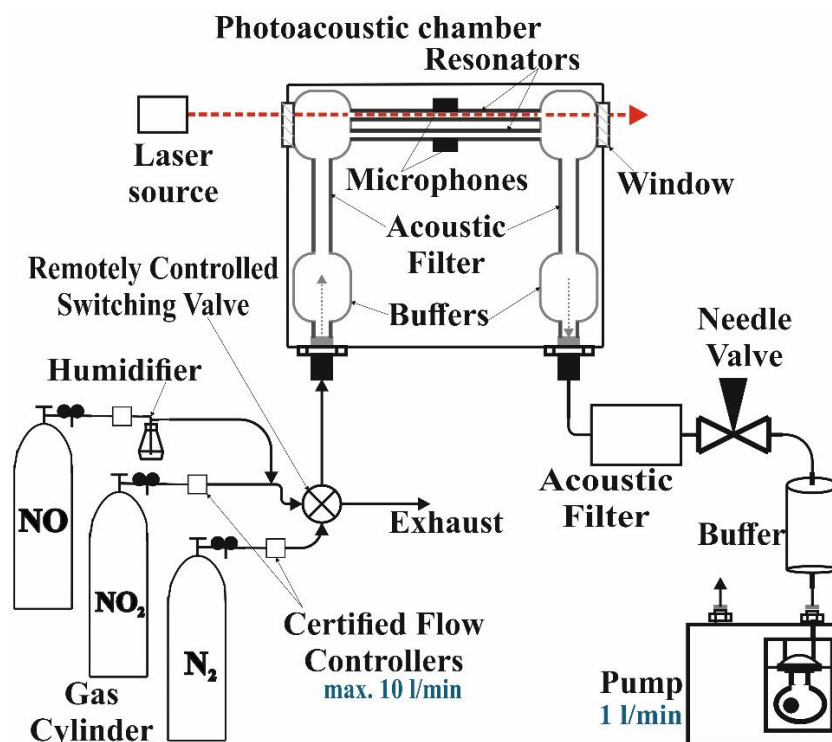 Photoacoustic chamber
Resonators
Laser
source
Microphones
Window
Acoustic
Filter
Remotely Controlled
Switching Valve
Buffers
Needle
Valve
Humidifier
NO
NO₂
N₂
Exhaust
Acoustic
Filter
Buffer
Certified Flow
Controllers
max. 10 l/min
Gas
Cylinder
Pump
1 l/min